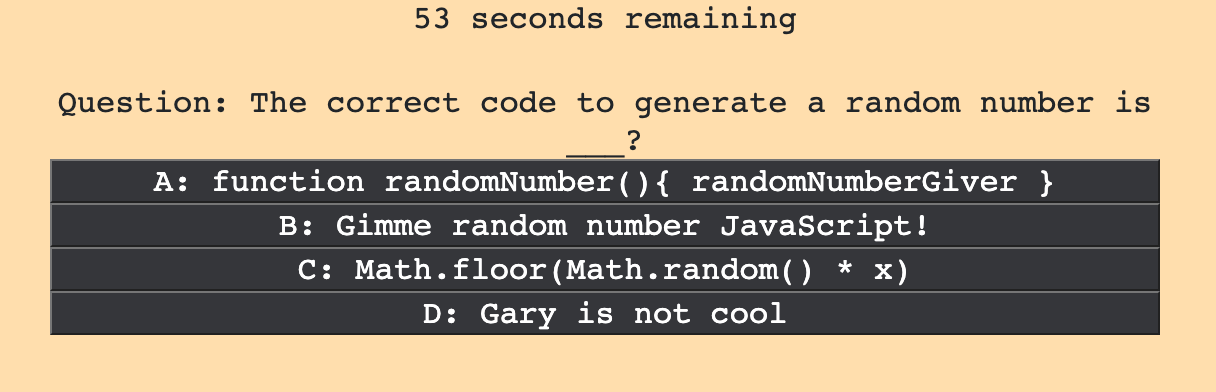 53 seconds remaining
Question: The correct code to generate a random number is
___?
A: function randomNumber(){ randomNumberGiver }
B: Gimme random number JavaScript!
C: Math.floor(Math.random() * x)
D: Gary is not cool